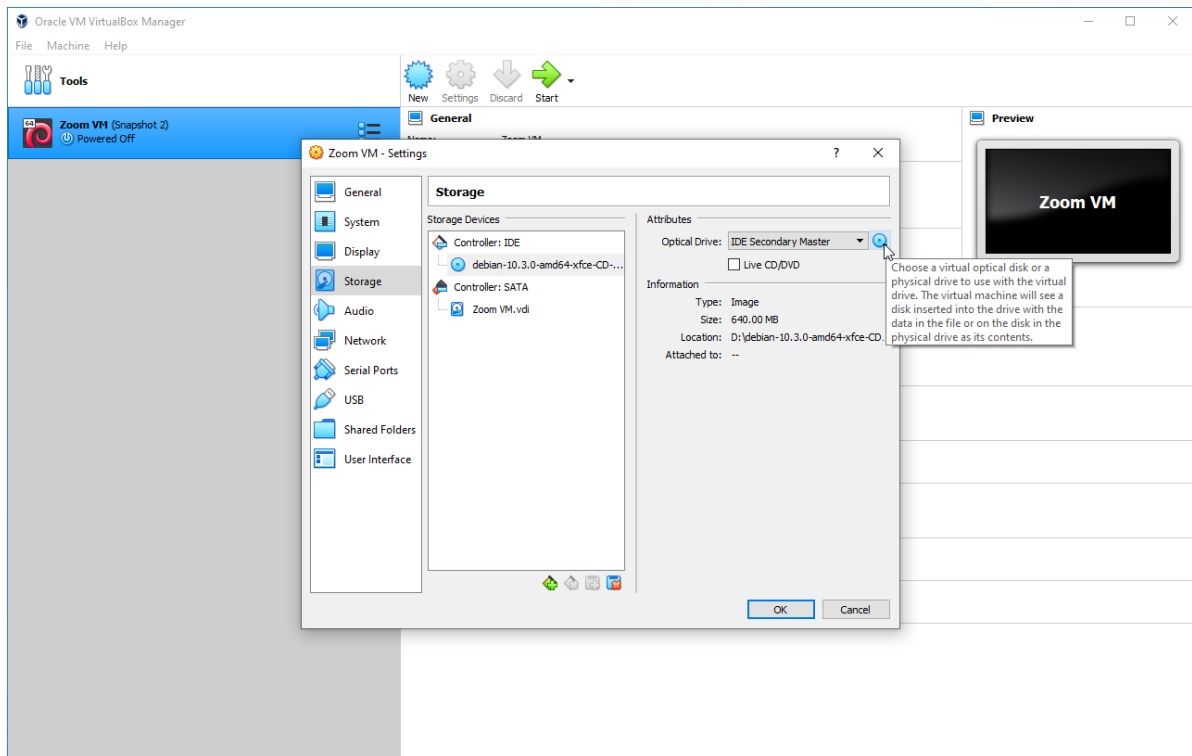 Oracle VM VirtualBox Manager
File Machine Help
Tools
New Settings Discard Start
64
Zoom VM (Snapshot 2)
Powered Off
General
Preview
Zoom VM
Zoom VM - Settings
?
General
System
Display
Storage
Audio
Network
Serial Ports
USB
Shared Folders
User Interface
Storage
Storage Devices
Controller: IDE
debian-10.3.0-amd64-xfce-CD-...
Controller: SATA
Zoom VM.vdi
Attributes
Optical Drive: IDE Secondary Master
Live CD/DVD
Information
Type: Image
Size: 640.00 MB
Location: D:\debian-10.3.0-amd64-xfce-CD
Attached to: --
Choose a virtual optical disk or a
physical drive to use with the virtual
drive. The virtual machine will see a
disk inserted into the drive with the
data in the file or on the disk in the
physical drive as its contents.
OK Cancel